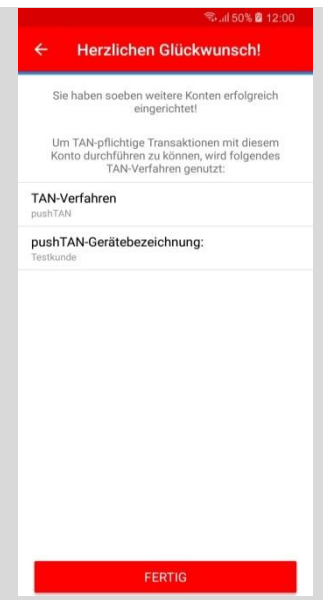 50% 12:00
Herzlichen Glückwunsch!
Sie haben soeben weitere Konten erfolgreich
eingerichtet!
Um TAN-pflichtige Transaktionen mit diesem
Konto durchführen zu können, wird folgendes
TAN-Verfahren genutzt:
TAN-Verfahren
pushTAN
pushTAN-Gerätebezeichnung:
Testkunde
FERTIG